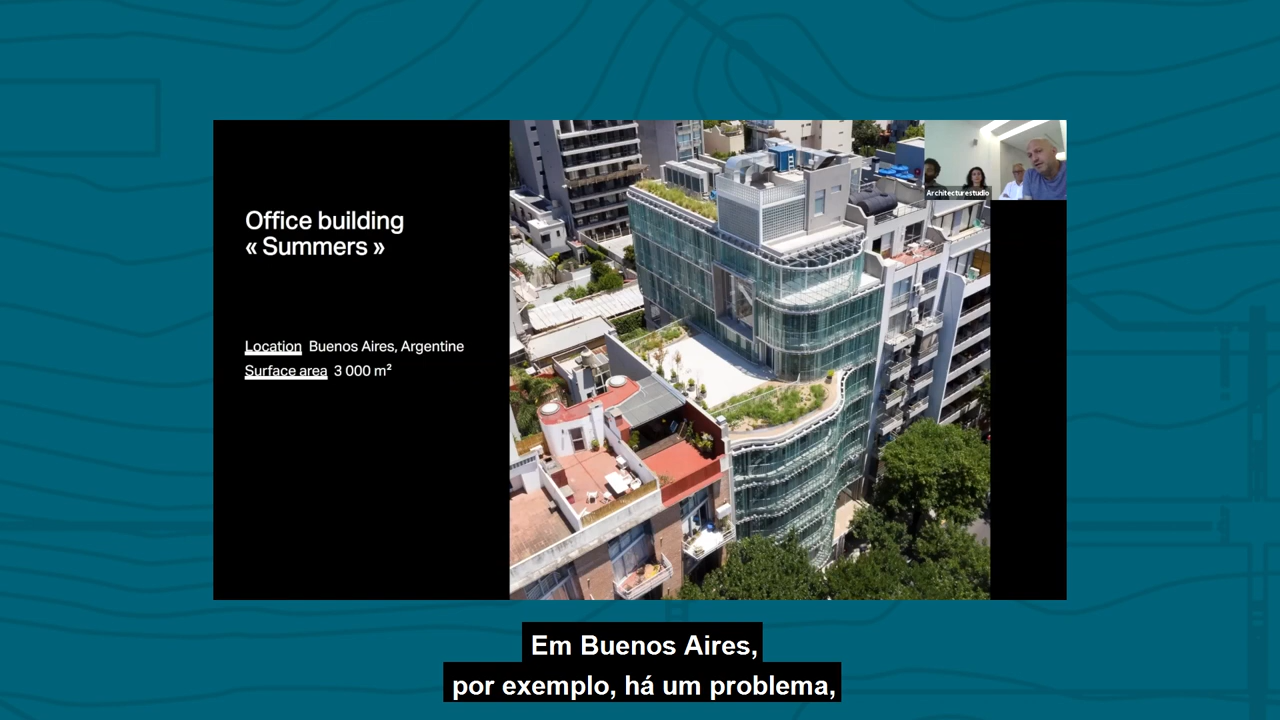 Office building
« Summers »
Location Buenos Aires, Argentine
Surface area 3 000 m²
Architecturestudio
Em Buenos Aires,
por exemplo, há um problema,